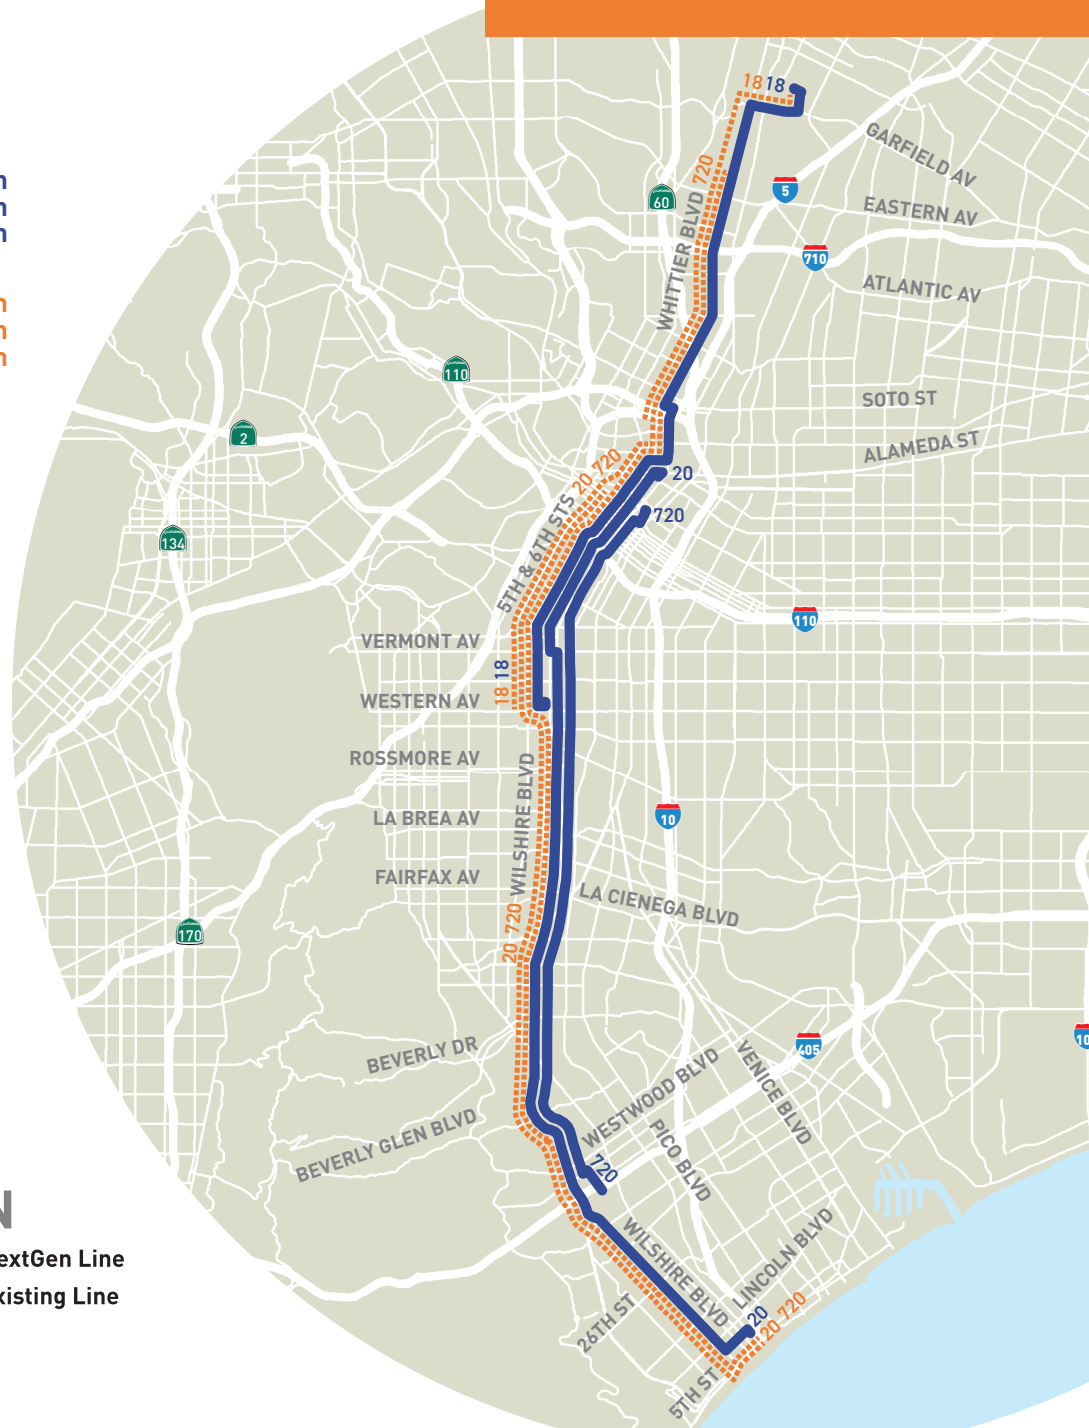 18 18
GARFIELD AV
5
60
720
EASTERN AV
WHITTIER BLVD
710
ATLANTIC AV
110
SOTO ST
2
ALAMEDA ST
20 720
20
720
134
5TH & 6TH STS
110
VERMONT AV
18 18
WESTERN AV
ROSSMORE AV
WILSHIRE BLVD
LA BREA AV
10
FAIRFAX AV
LA CIENEGA BLVD
20 720
170
BEVERLY DR
405
10
VENICE BLVD
WESTWOOD BLVD
PICO BLVD
BEVERLY GLEN BLVD
720
WILSHIRE BLVD
LINCOLN BLVD
26TH ST
20
20 720
5TH ST
N
extGen Line
xisting Line